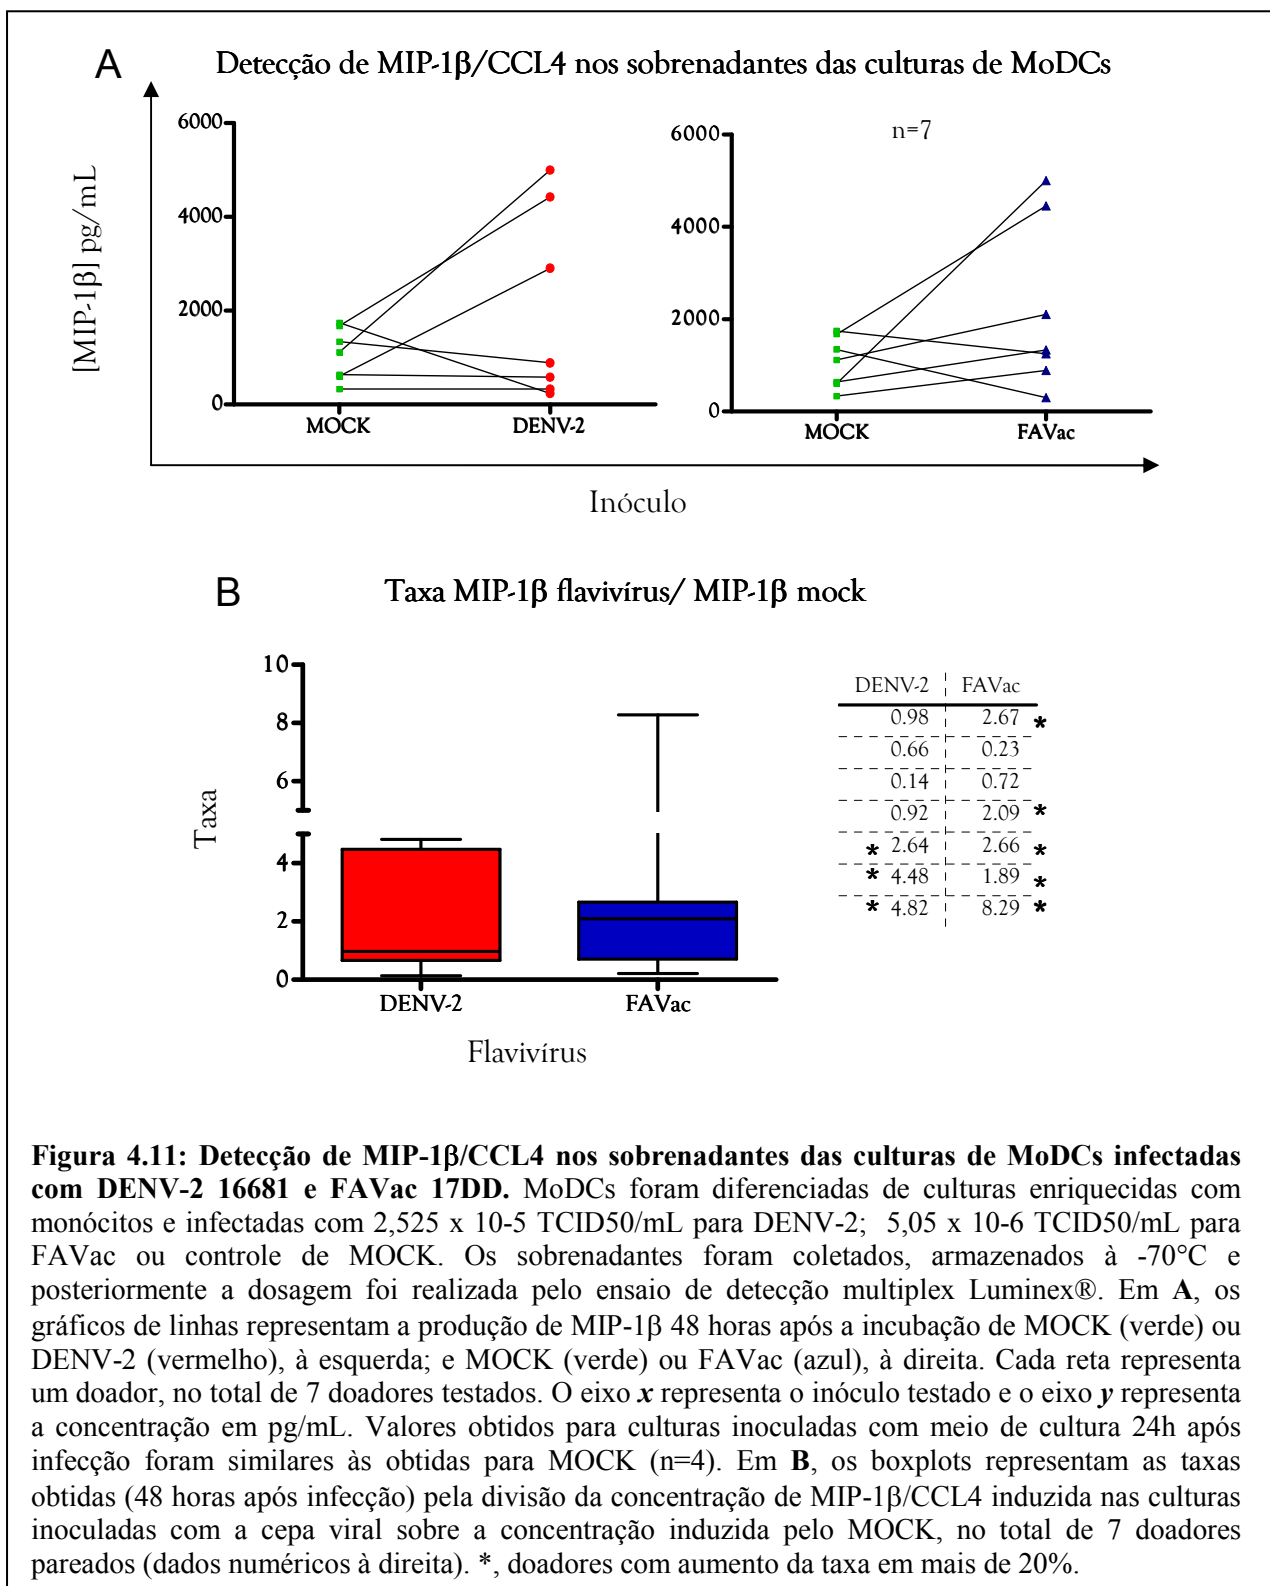 A
Detecção de MIP-1β/CCL4 nos sobrenadantes das culturas de MoDCs
[MIP-1β] pg/mL
6000
4000
2000
0
MOCK
DENV-2
n=7
6000
4000
2000
0
MOCK
FAVac
Inóculo
B
Taxa MIP-1β flavivírus/ MIP-1β mock
Taxa
10
8
6
4
2
0
DENV-2
FAVac
Flavivírus
DENV-2 FAVac
0.98 2.67 *
0.66 0.23
0.14 0.72
0.92 2.09 *
* 2.64 2.66 *
* 4.48 1.89 *
* 4.82 8.29 *
Figura 4.11: Detecção de MIP-1β/CCL4 nos sobrenadantes das culturas de MoDCs infectadas
com DENV-2 16681 e FAVac 17DD. MoDCs foram diferenciadas de culturas enriquecidas com
monócitos e infectadas com 2,525 x 10-5 TCID50/mL para DENV-2; 5,05 x 10-6 TCID50/mL para
FAVac ou controle de MOCK. Os sobrenadantes foram coletados, armazenados à -70°C e
posteriormente a dosagem foi realizada pelo ensaio de detecção multiplex Luminex®. Em A, os
gráficos de linhas representam a produção de MIP-1β 48 horas após a incubação de MOCK (verde) ou
DENV-2 (vermelho), à esquerda; e MOCK (verde) ou FAVac (azul), à direita. Cada reta representa
um doador, no total de 7 doadores testados. O eixo x representa o inóculo testado e o eixo y representa
a concentração em pg/mL. Valores obtidos para culturas inoculadas com meio de cultura 24h após
infecção foram similares às obtidas para MOCK (n=4). Em B, os boxplots representam as taxas
obtidas (48 horas após infecção) pela divisão da concentração de MIP-1β/CCL4 induzida nas culturas
inoculadas com a cepa viral sobre a concentração induzida pelo MOCK, no total de 7 doadores
pareados (dados numéricos à direita). *, doadores com aumento da taxa em mais de 20%.